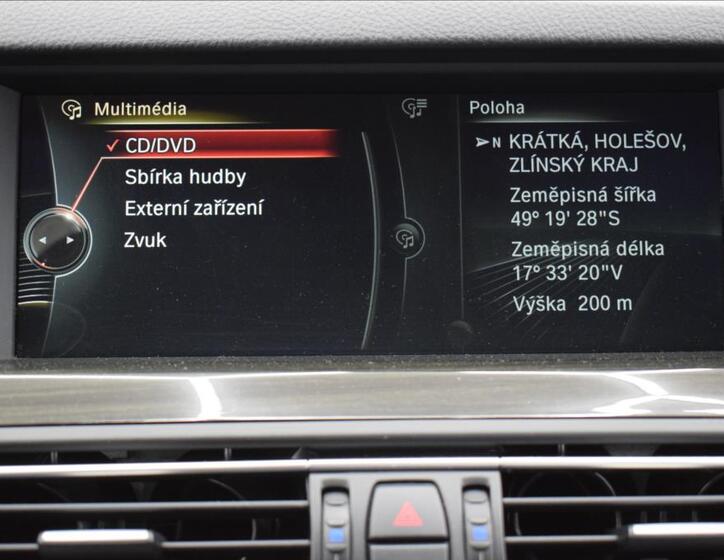 Multimédia
CD/DVD
Sbírka hudby
Externí zařízení
Zvuk
Poloha
N KRÁTKÁ, HOLEŠOV,
ZLÍNSKÝ KRAJ
Zeměpisná šířka
49° 19' 28"S
Zeměpisná délka
17° 33' 20"V
Výška 200 m